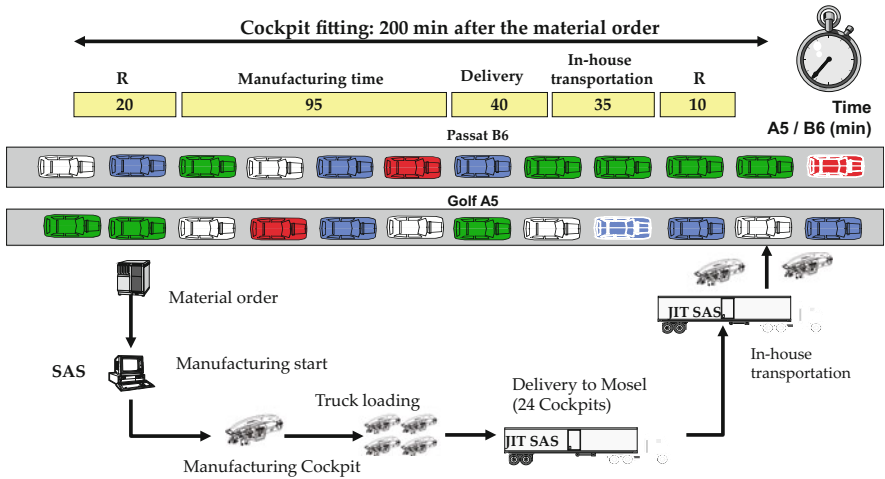 Cockpit fitting: 200 min after the material order
R
Manufacturing time
Delivery
In-house
transportation
R
20
95
40
35
10
Time
A5 / B6 (min)
Passat B6
Golf A5
Material order
SAS
Manufacturing start
Truck loading
Manufacturing Cockpit
Delivery to Mosel
(24 Cockpits)
JIT SAS
JIT SAS
In-house
transportation